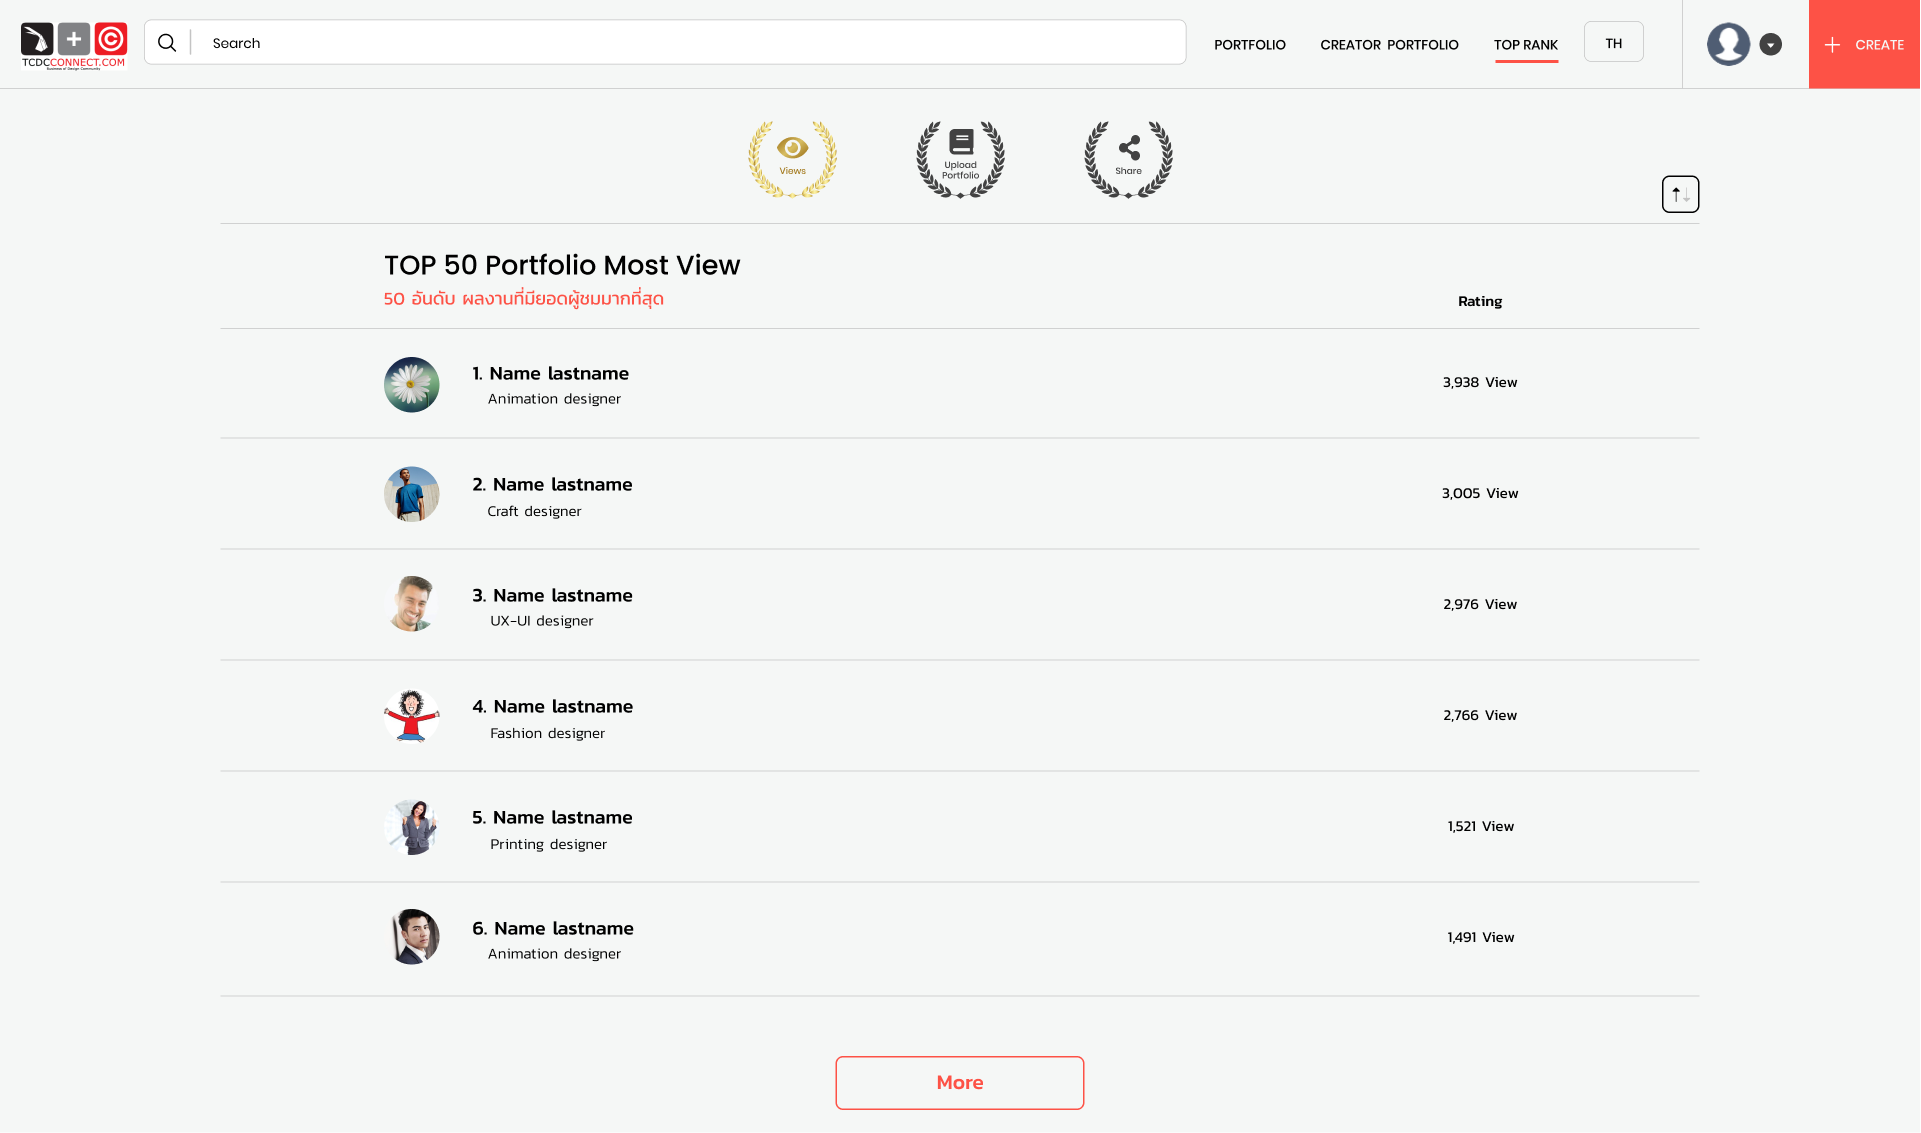 TCDCCONNECT.COM
Business of Design Community
Search
PORTFOLIO
CREATOR PORTFOLIO
TOP RANK
TH
CREATE
Views
Upload
Portfolio
Share
TOP 50 Portfolio Most View
50 อันดับ ผลงานที่มียอดผู้ชมมากที่สุด
Rating
1. Name lastname
Animation designer
3,938 View
2. Name lastname
Craft designer
3,005 View
3. Name lastname
UX-UI designer
2,976 View
4. Name lastname
Fashion designer
2,766 View
5. Name lastname
Printing designer
1,521 View
6. Name lastname
Animation designer
1,491 View
More